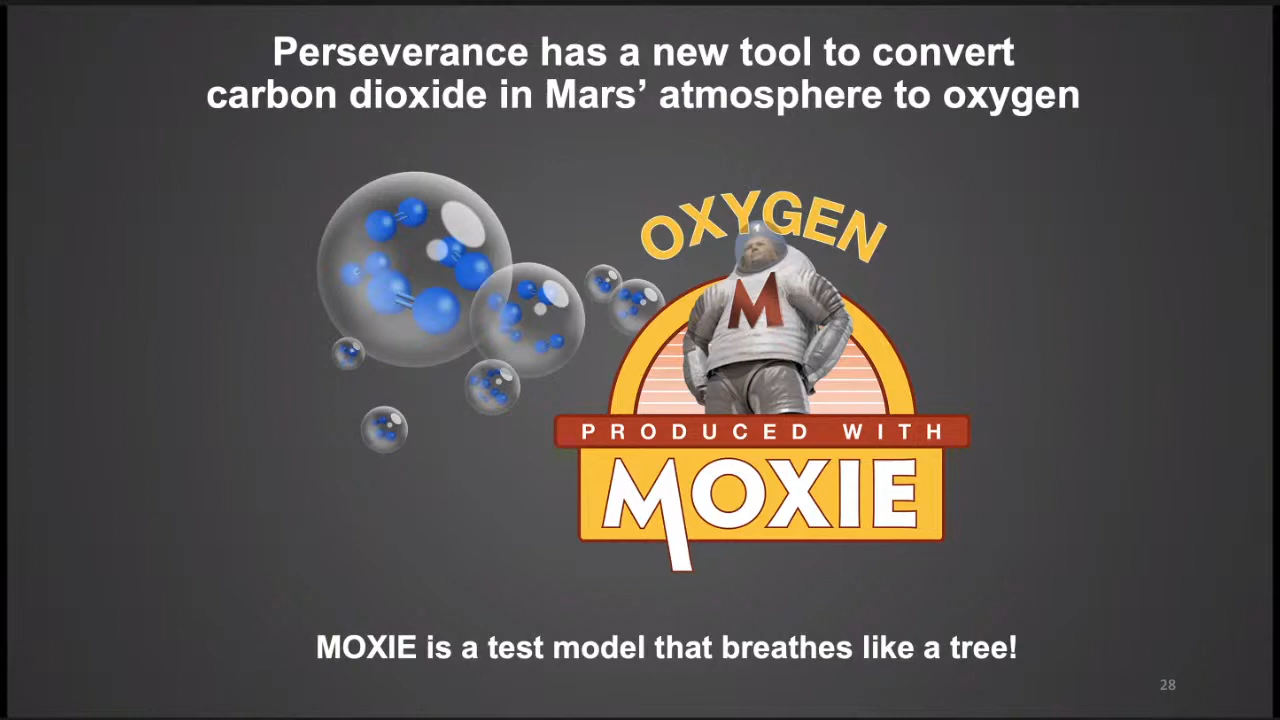 Perseverance has a new tool to convert
carbon dioxide in Mars’ atmosphere to oxygen
OXYGEN
M
PRODUCED WITH
MOXIE
MOXIE is a test model that breathes like a tree!
28